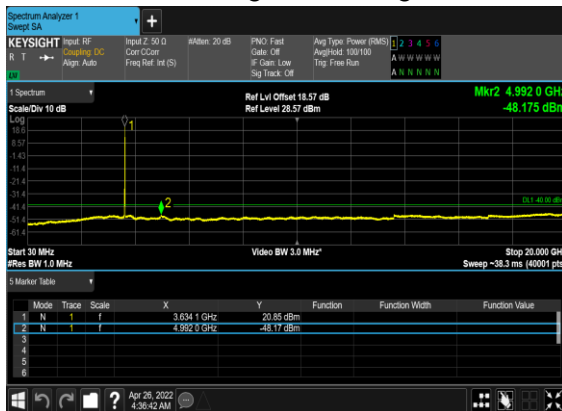 Spectrum Analyzer 1
Swept SA
KEYSIGHT Input: RF Input Z: 50 Ω #Atten: 20 dB PNO: Fast Avg Type: Power (RMS) 1 2 3 4 5 6
R T Coupling: DC Corr CCorr Gate: Off Avg|Hold: 100/100 A W W W W W
Align: Auto Freq Ref: Int (S) IF Gain: Low Trig: Free Run
Sig Track: Off A N N N N N
1 Spectrum
Ref Lvl Offset 18.57 dB Mkr2 4.992 0 GHz
Scale/Div 10 dB Ref Level 28.57 dBm -48.175 dBm
Log
1
18.6
8.57
-1.43
-11.4
-21.4
-31.4
2 DL1 -40.00 dBm
-41.4
-51.4
-61.4
Start 30 MHz Video BW 3.0 MHz* Stop 20.000 GHz
#Res BW 1.0 MHz Sweep ~38.3 ms (40001 pts)
5 Marker Table
Mode Trace Scale X Y Function Function Width Function Value
1 N 1 f 3.634 1 GHz 20.85 dBm
2 N 1 f 4.992 0 GHz -48.17 dBm
3
4
5
6
Apr 26, 2022
4:36:42 AM